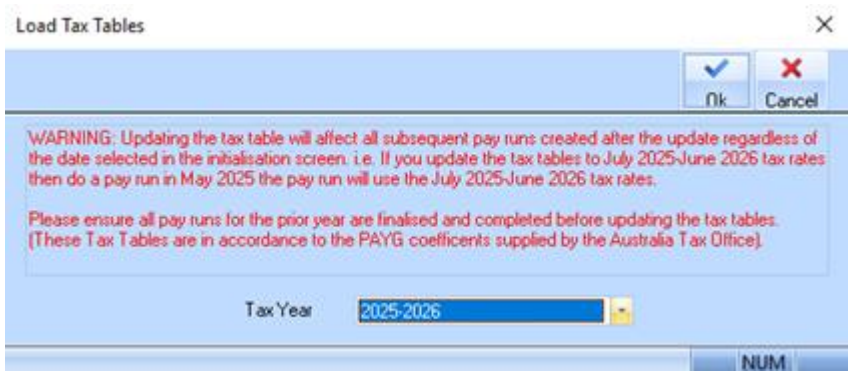 Load Tax Tables
Ok Cancel
WARNING: Updating the tax table will affect all subsequent pay runs created after the update regardless of
the date selected in the initialisation screen. i.e. If you update the tax tables to July 2025-June 2026 tax rates
then do a pay run in May 2025 the pay run will use the July 2025-June 2026 tax rates.
Please ensure all pay runs for the prior year are finalised and completed before updating the tax tables.
(These Tax Tables are in accordance to the PAYG coefficents supplied by the Australia Tax Office).
Tax Year 2025-2026
NUM